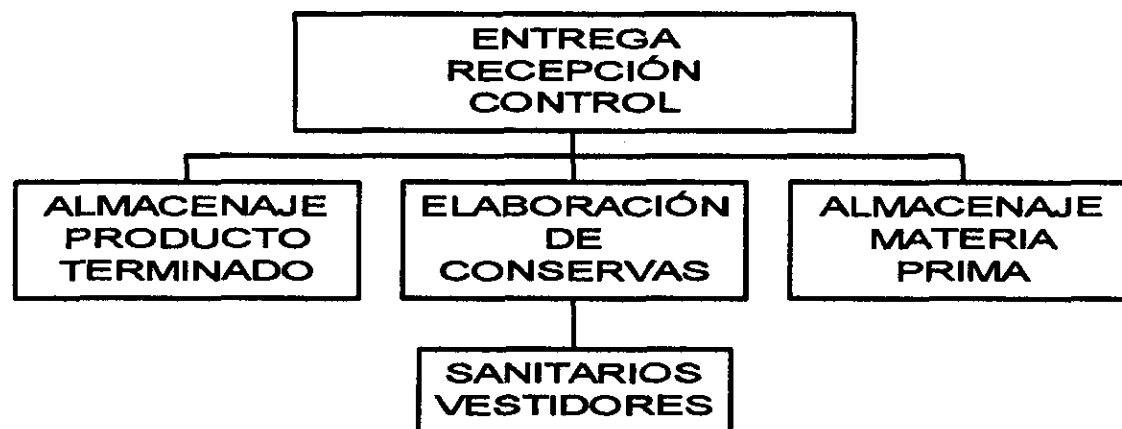 ENTREGA
RECEPCIÓN
CONTROL
ALMACENAJE
PRODUCTO
TERMINADO
ELABORACIÓN
DE
CONSERVAS
ALMACENAJE
MATERIA
PRIMA
SANITARIOS
VESTIDORES